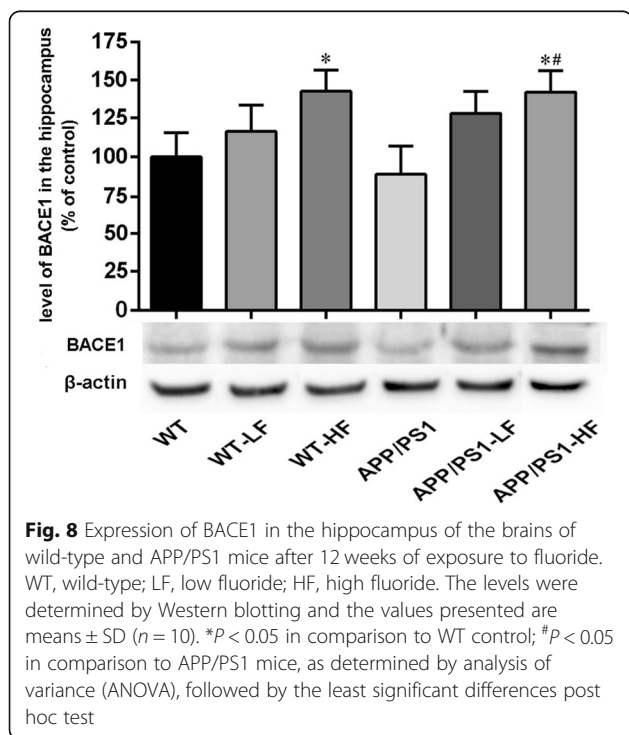 level of BACE1 in the hippocampus
(% of control)
175
150
125
100
75
50
25
0
*
*#
BACE1
β-actin
WT
WT-LF
WT-HF
APP/PS1
APP/PS1-LF
APP/PS1-HF
Fig. 8 Expression of BACE1 in the hippocampus of the brains of
wild-type and APP/PS1 mice after 12 weeks of exposure to fluoride.
WT, wild-type; LF, low fluoride; HF, high fluoride. The levels were
determined by Western blotting and the values presented are
means ± SD (n = 10). *P < 0.05 in comparison to WT control; #P < 0.05
in comparison to APP/PS1 mice, as determined by analysis of
variance (ANOVA), followed by the least significant differences post
hoc test